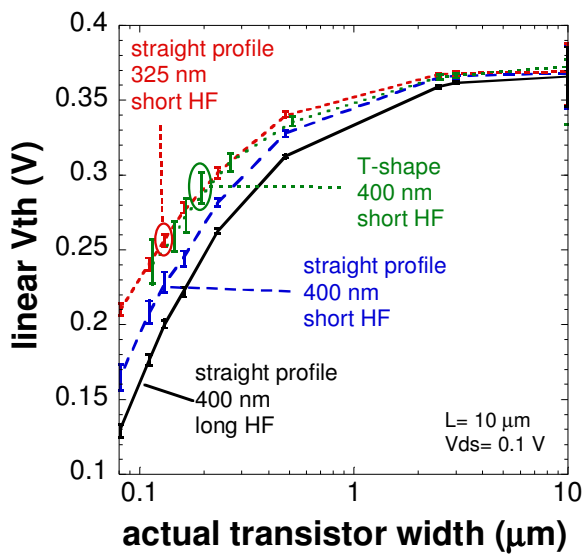 0.4
0.35
0.3
0.25
0.2
0.15
0.1
linear Vth (V)
straight profile
325 nm
short HF
T-shape
400 nm
short HF
straight profile
400 nm
short HF
straight profile
400 nm
long HF
L= 10 µm
Vds= 0.1 V
0.1
1
10
actual transistor width (µm)